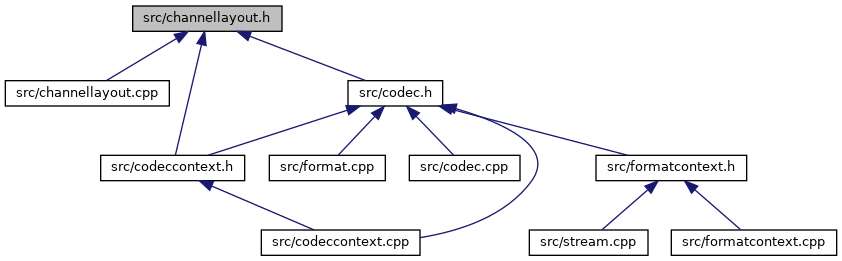 src/channellayout.h
src/channellayout.cpp
src/codec.h
src/codeccontext.h
src/format.cpp
src/codec.cpp
src/formatcontext.h
src/codeccontext.cpp
src/stream.cpp
src/formatcontext.cpp